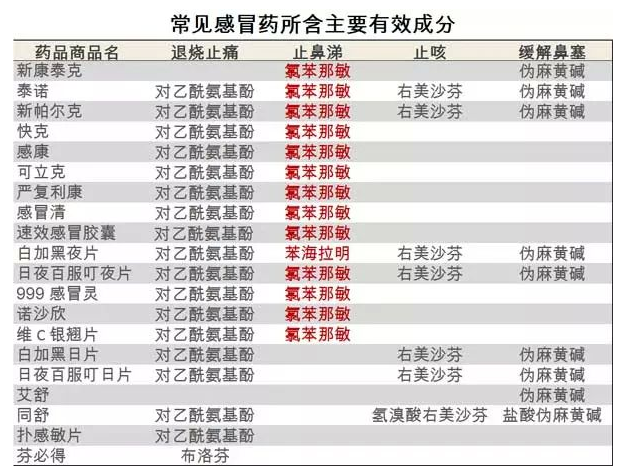 常见感冒药所含主要有效成分
药品商品名 退烧止痛 止鼻涕 止咳 缓解鼻塞
新康泰克 氯苯那敏 伪麻黄碱
泰诺 对乙酰氨基酚 氯苯那敏 右美沙芬 伪麻黄碱
新帕尔克 对乙酰氨基酚 氯苯那敏 右美沙芬 伪麻黄碱
快克 对乙酰氨基酚 氯苯那敏
感康 对乙酰氨基酚 氯苯那敏
可立克 对乙酰氨基酚 氯苯那敏
严复利康 对乙酰氨基酚 氯苯那敏
感冒清 对乙酰氨基酚 氯苯那敏
速效感冒胶囊 对乙酰氨基酚 氯苯那敏
白加黑夜片 对乙酰氨基酚 苯海拉明 右美沙芬 伪麻黄碱
日夜百服咛夜片 对乙酰氨基酚 氯苯那敏 右美沙芬 伪麻黄碱
999感冒灵 对乙酰氨基酚 氯苯那敏
诺沙欣 对乙酰氨基酚 氯苯那敏
维C银翘片 对乙酰氨基酚 氯苯那敏
白加黑日片 对乙酰氨基酚 右美沙芬 伪麻黄碱
日夜百服咛日片 对乙酰氨基酚 右美沙芬 伪麻黄碱
艾舒 伪麻黄碱
同舒 对乙酰氨基酚 氢溴酸右美沙芬 盐酸伪麻黄碱
扑感敏片 对乙酰氨基酚
芬必得 布洛芬